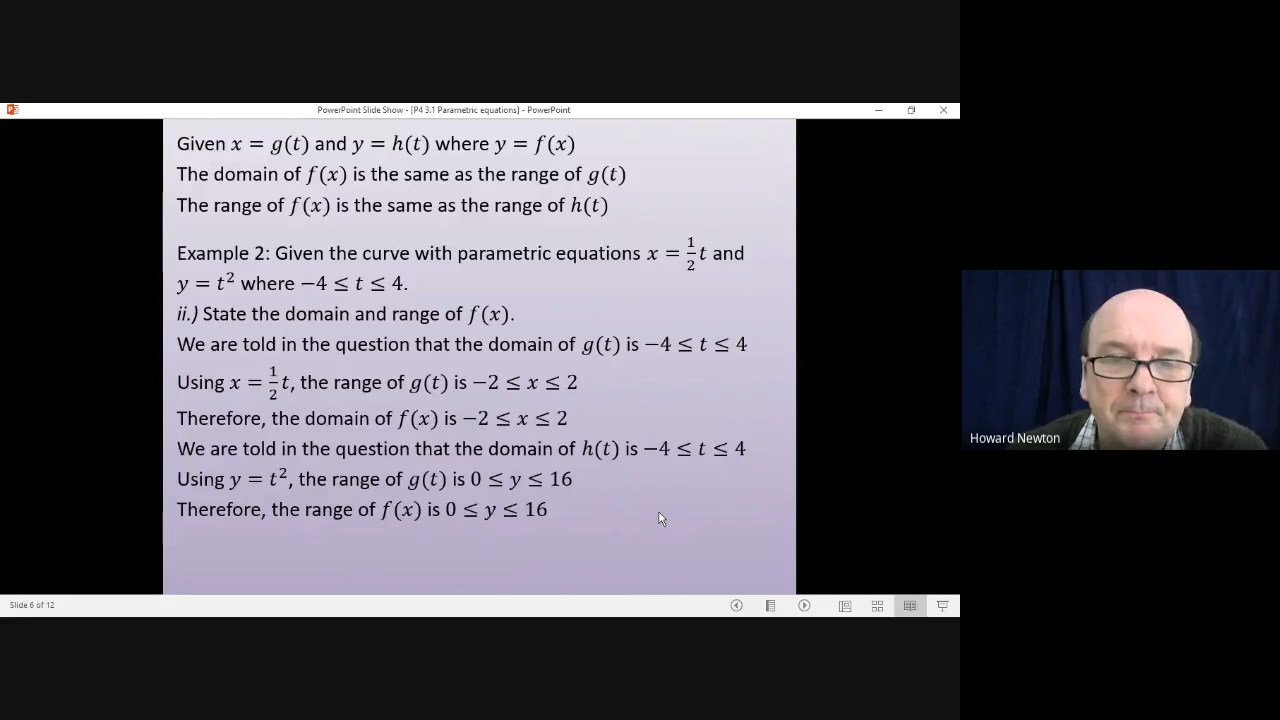 PowerPoint Slide Show - [P4 3.1 Parametric equations] - PowerPoint
Given x = g(t) and y = h(t) where y = f(x)
The domain of f(x) is the same as the range of g(t)
The range of f(x) is the same as the range of h(t)
Example 2: Given the curve with parametric equations x = 1/2 t and
y = t² where −4 ≤ t ≤ 4.
ii.) State the domain and range of f(x).
We are told in the question that the domain of g(t) is −4 ≤ t ≤ 4
Using x = 1/2 t, the range of g(t) is −2 ≤ x ≤ 2
Therefore, the domain of f(x) is −2 ≤ x ≤ 2
We are told in the question that the domain of h(t) is −4 ≤ t ≤ 4
Using y = t², the range of g(t) is 0 ≤ y ≤ 16
Therefore, the range of f(x) is 0 ≤ y ≤ 16
Howard Newton
Slide 6 of 12